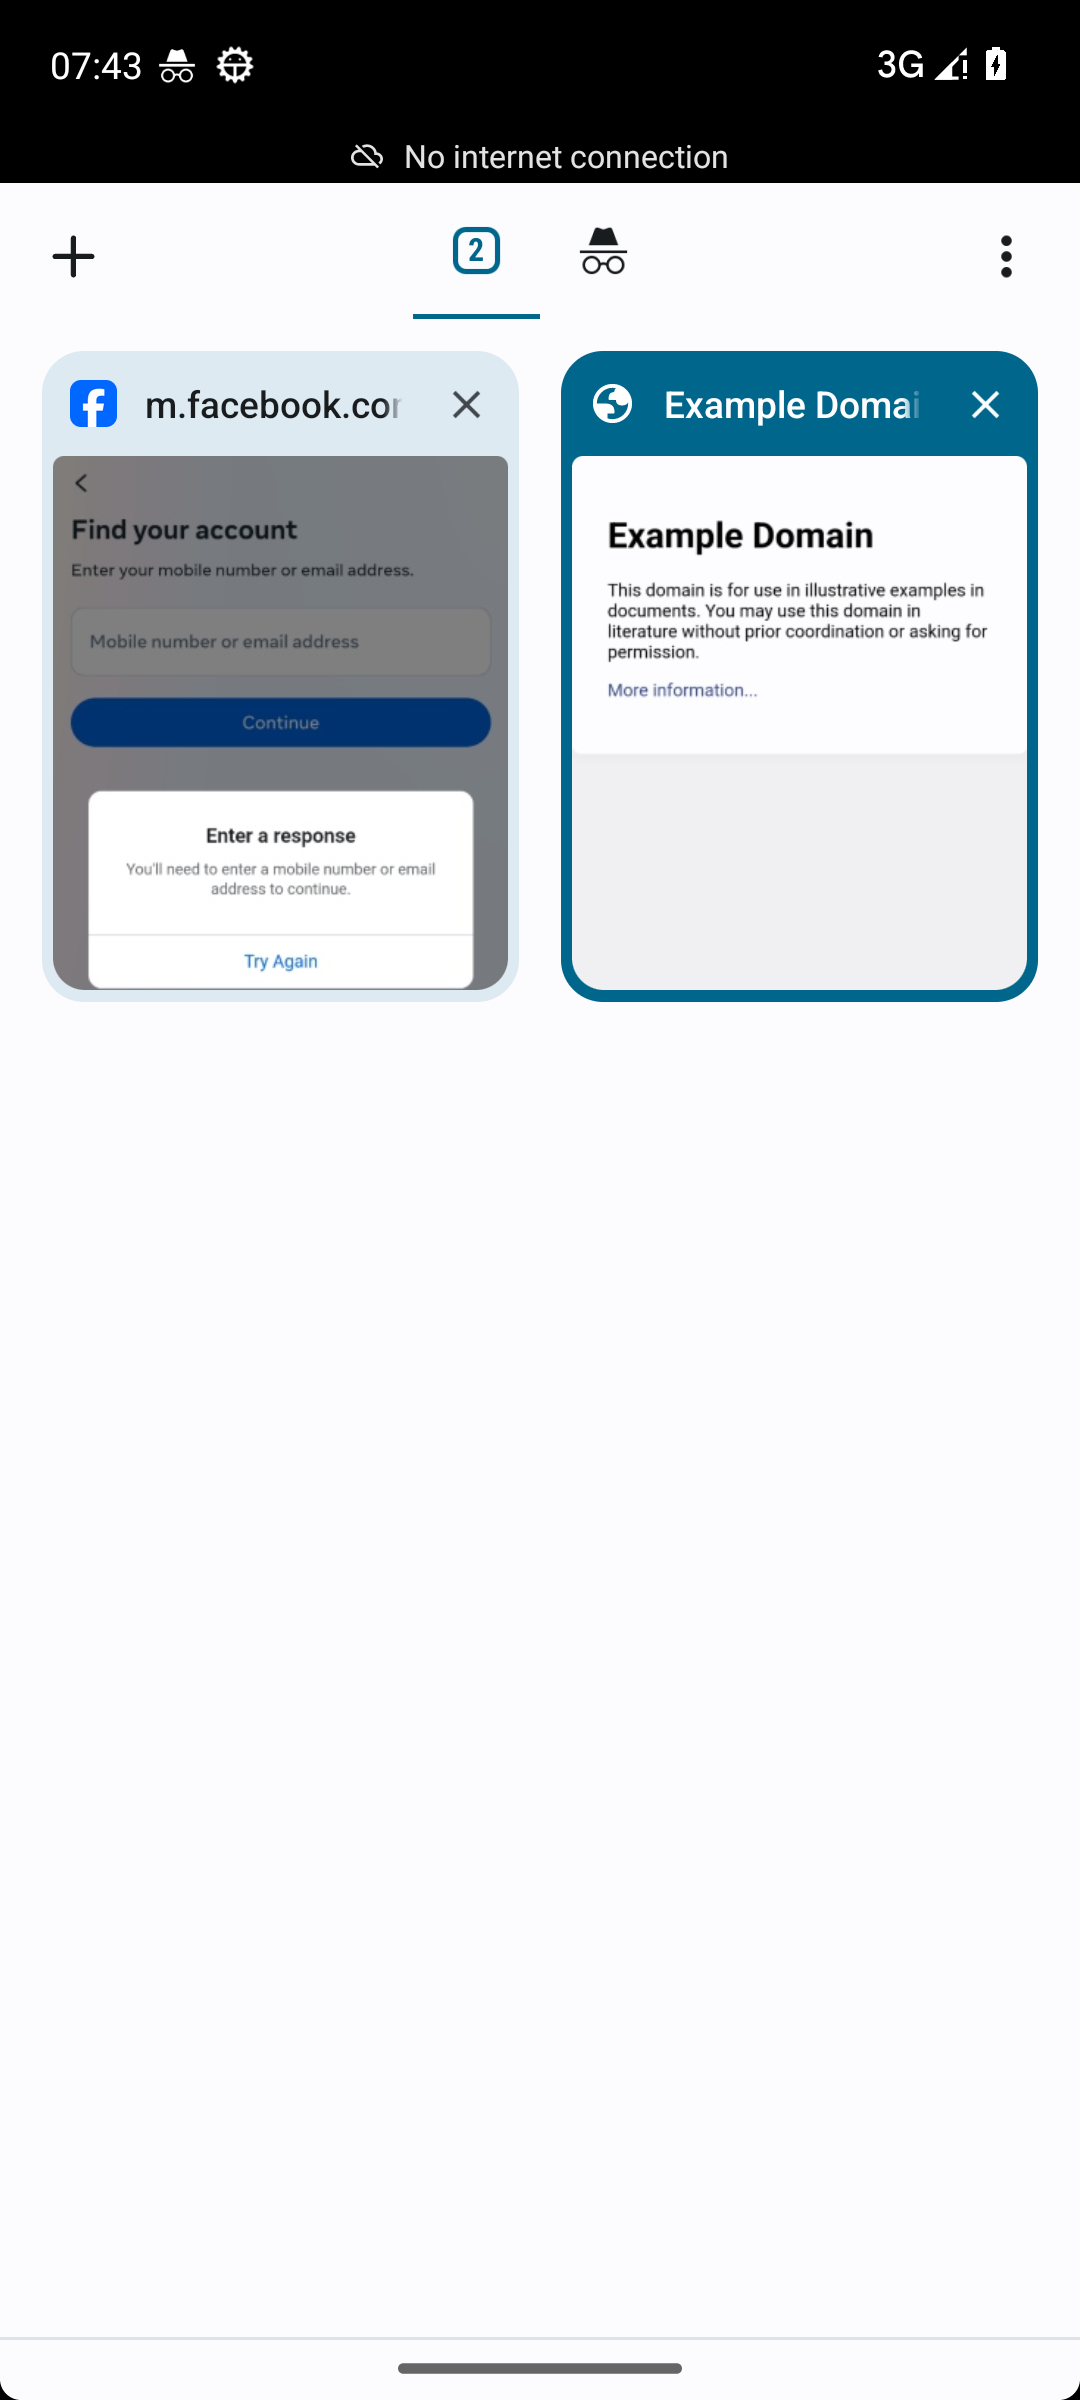 07:43
3G
No internet connection
2
m.facebook.cor
Example Domai
Find your account
Enter your mobile number or email address.
Mobile number or email address
Continue
Enter a response
You'll need to enter a mobile number or email
address to continue.
Try Again
Example Domain
This domain is for use in illustrative examples in
documents. You may use this domain in
literature without prior coordination or asking for
permission.
More information...